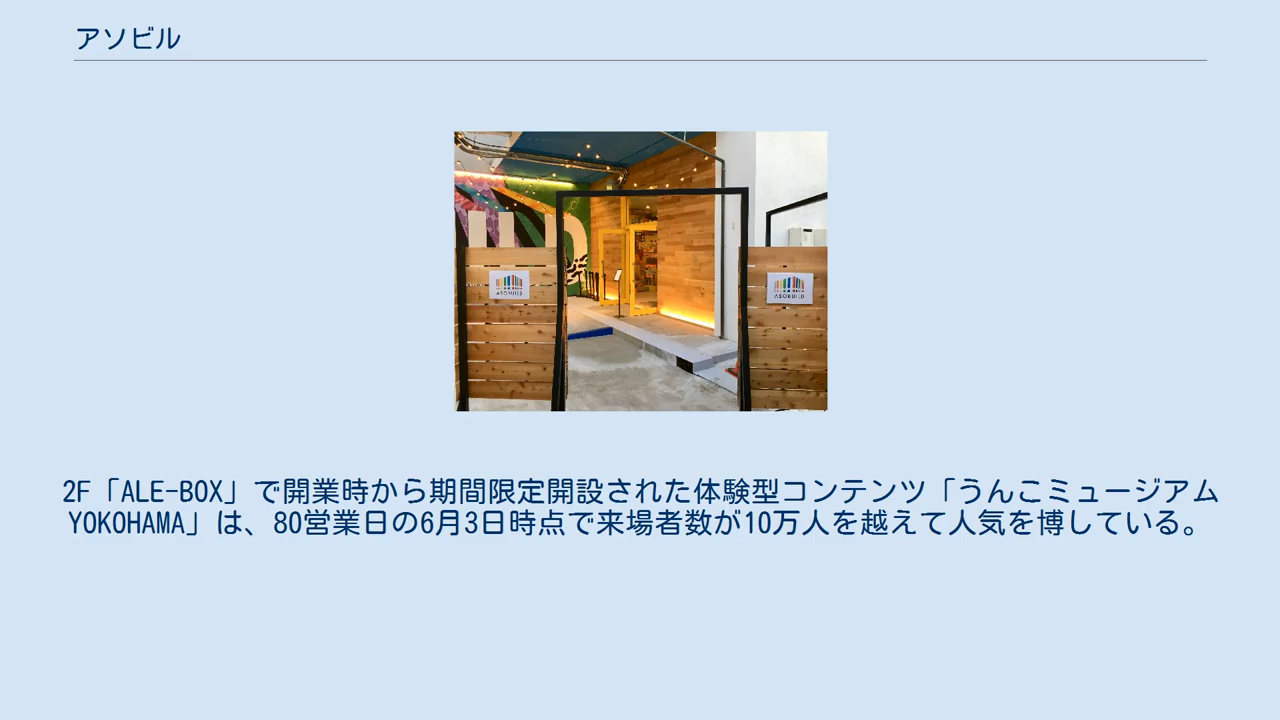 アソビル
ASOBUILD
ASOBUILD
2F「ALE-BOX」で開業時から期間限定開設された体験型コンテンツ「うんこミュージアム
YOKOHAMA」は、80営業日の6月3日時点で来場者数が10万人を越えて人気を博している。